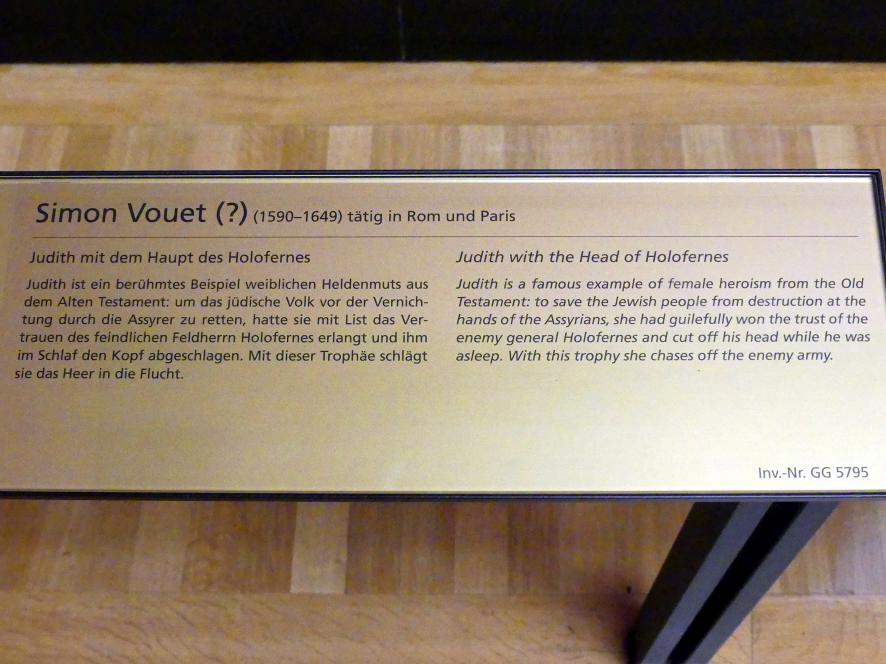 Simon Vouet (?) (1590–1649) tätig in Rom und Paris
Judith mit dem Haupt des Holofernes
Judith ist ein berühmtes Beispiel weiblichen Heldenmuts aus
dem Alten Testament: um das jüdische Volk vor der Vernich-
tung durch die Assyrer zu retten, hatte sie mit List das Ver-
trauen des feindlichen Feldherrn Holofernes erlangt und ihm
im Schlaf den Kopf abgeschlagen. Mit dieser Trophäe schlägt
sie das Heer in die Flucht.
Judith with the Head of Holofernes
Judith is a famous example of female heroism from the Old
Testament: to save the Jewish people from destruction at the
hands of the Assyrians, she had guilefully won the trust of the
enemy general Holofernes and cut off his head while he was
asleep. With this trophy she chases off the enemy army.
Inv.-Nr. GG 5795